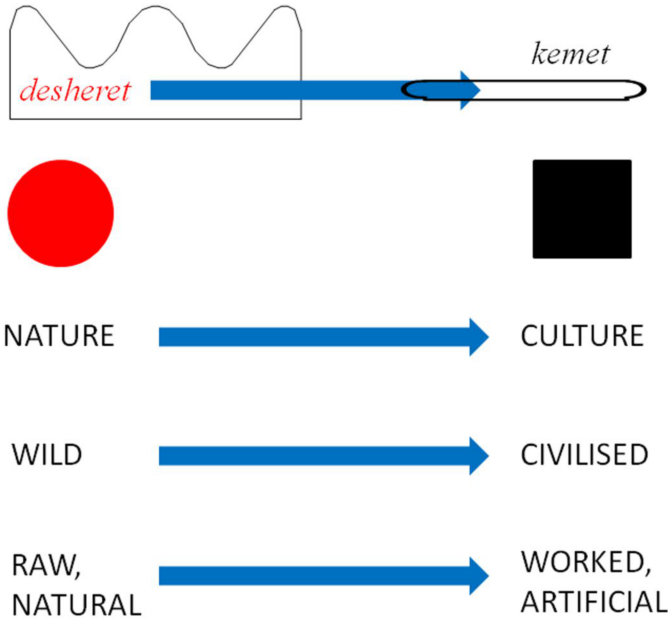 desheret
kemet
NATURE
CULTURE
WILD
CIVILISED
RAW,
NATURAL
WORKED,
ARTIFICIAL